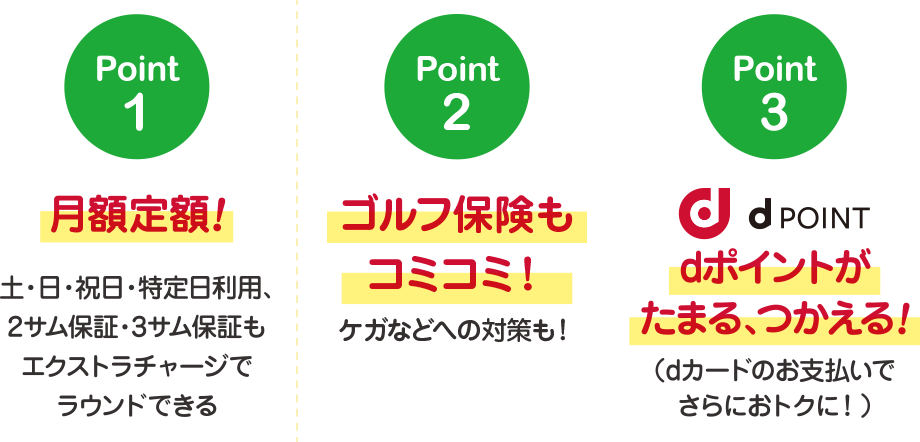 Point
1
月額定額!
土・日・祝日・特定日利用、
2サム保証・3サム保証も
エクストラチャージで
ラウンドできる
Point
2
ゴルフ保険も
コミコミ!
ケガなどへの対策も!
Point
3
d POINT
dポイントが
たまる、つかえる!
(dカードのお支払いで
さらにおトクに!)